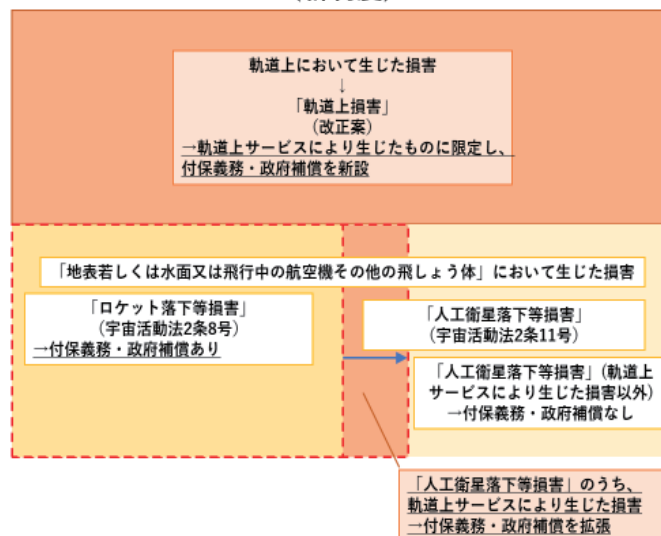 軌道上において生じた損害
↓
「軌道上損害」
(改正案)
→軌道上サービスにより生じたものに限定し、
付保義務・政府補償を新設
「地表若しくは水面又は飛行中の航空機その他の飛しょう体」において生じた損害
「ロケット落下等損害」
(宇宙活動法2条8号)
→付保義務・政府補償あり
「人工衛星落下等損害」
(宇宙活動法2条11号)
「人工衛星落下等損害」(軌道上
サービスにより生じた損害以外)
→付保義務・政府補償なし
「人工衛星落下等損害」のうち、
軌道上サービスにより生じた損害
→付保義務・政府補償を拡張